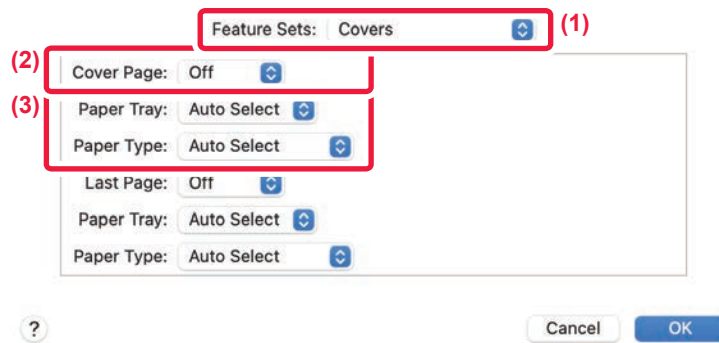 Feature Sets: Covers (1)
(2) Cover Page: Off
(3) Paper Tray: Auto Select
Paper Type: Auto Select
Last Page: Off
Paper Tray: Auto Select
Paper Type: Auto Select
? Cancel OK